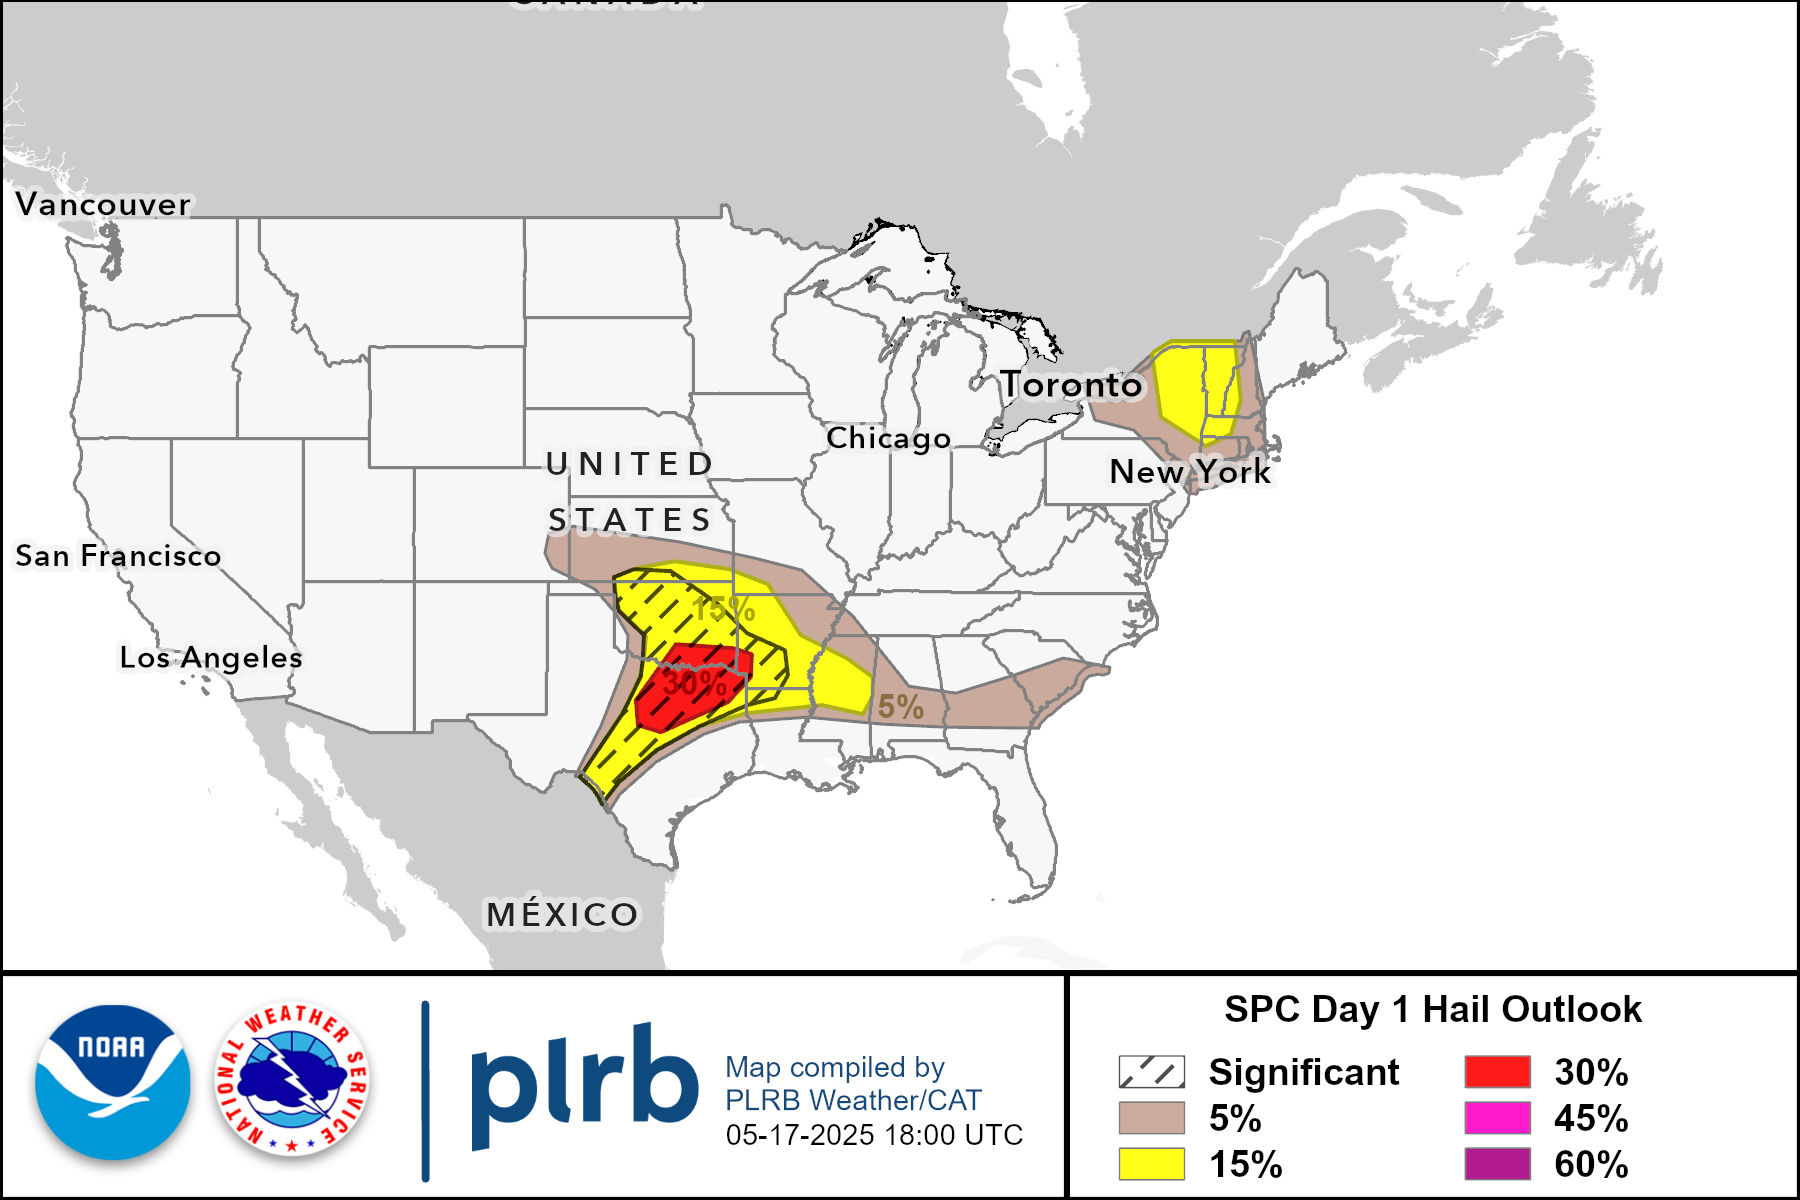 CANADA
Vancouver
Toronto
Chicago
New York
UNITED
STATES
San Francisco
Los Angeles
15%
30%
5%
MÉXICO
NOAA
NATIONAL WEATHER SERVICE
plrb
Map compiled by
PLRB Weather/CAT
05-17-2025 18:00 UTC
SPC Day 1 Hail Outlook
Significant
5%
15%
30%
45%
60%